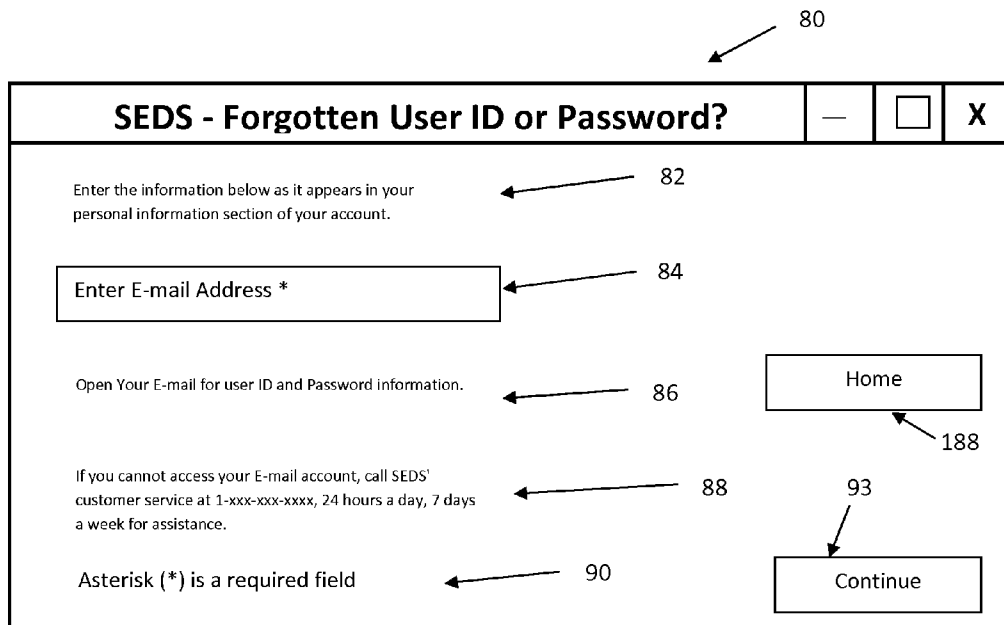 80
SEDS - Forgotten User ID or Password?
— X
Enter the information below as it appears in your
personal information section of your account.
82
Enter E-mail Address *
84
Open Your E-mail for user ID and Password information.
86
Home
188
If you cannot access your E-mail account, call SEDS'
customer service at 1-xxx-xxx-xxxx, 24 hours a day, 7 days
a week for assistance.
88
93
Asterisk (*) is a required field
90
Continue